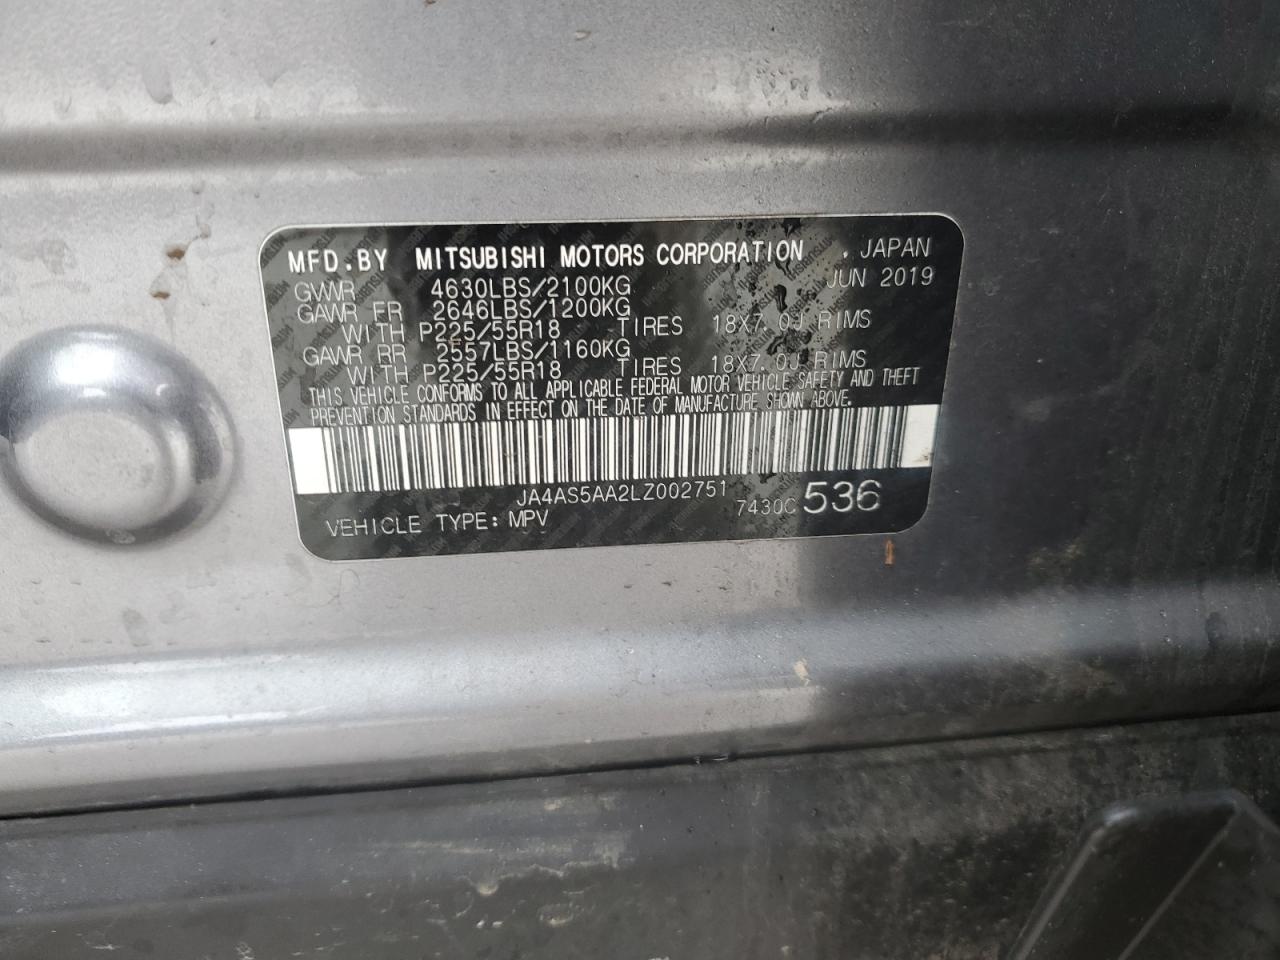 MFD.BY MITSUBISHI MOTORS CORPORATION . JAPAN
GVWR 4630LBS/2100KG JUN 2019
GAWR FR 2646LBS/1200KG
WITH P225/55R18 TIRES 18X7.0J RIMS
GAWR RR 2557LBS/1160KG
WITH P225/55R18 TIRES 18X7.0J RIMS
THIS VEHICLE CONFORMS TO ALL APPLICABLE FEDERAL MOTOR VEHICLE SAFETY AND THEFT
PREVENTION STANDARDS IN EFFECT ON THE DATE OF MANUFACTURE SHOWN ABOVE.
JA4AS5AA2LZ002751
VEHICLE TYPE: MPV 7430C 536